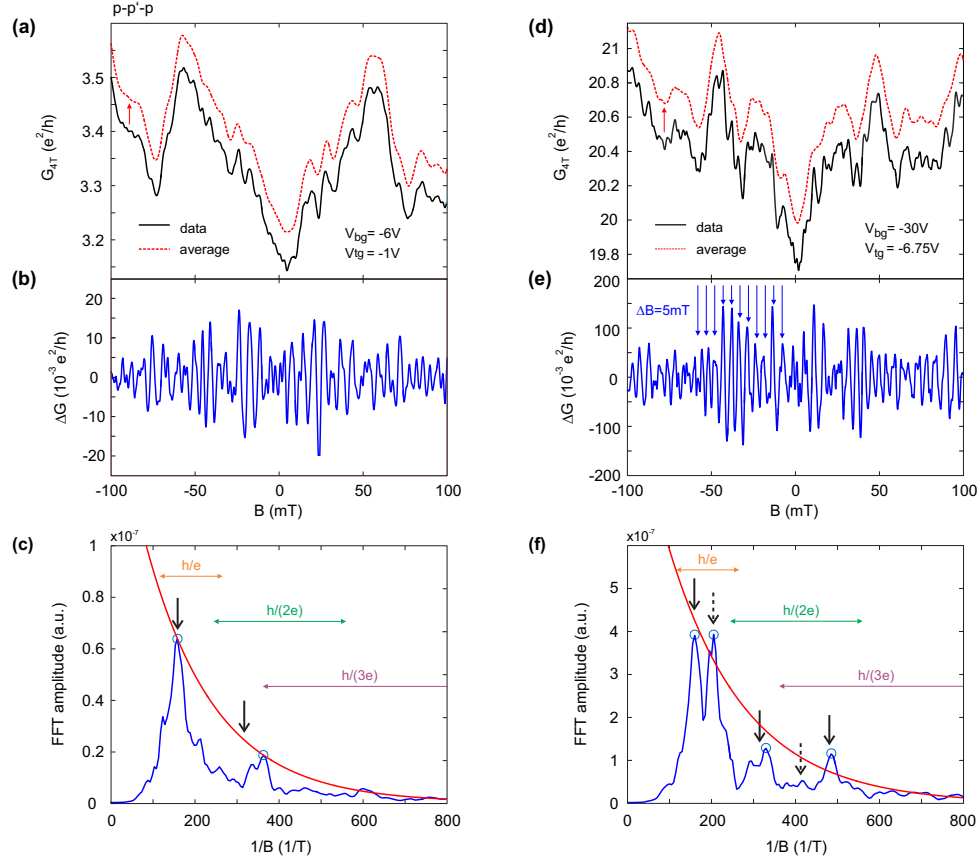 p-p'-p
(a)
3.5
3.4
3.3
3.2
G4T (e²/h)
data
average
Vbg= -6V
Vtg= -1V
(b)
20
10
0
-10
-20
ΔG (10⁻³ e²/h)
-100
-50
0
50
100
B (mT)
(c)
x10⁻⁷
1
0.8
0.6
0.4
0.2
0
FFT amplitude (a.u.)
h/e
h/(2e)
h/(3e)
0
200
400
600
800
1/B (1/T)
(d)
21
20.8
20.6
20.4
20.2
20
19.8
G4T (e²/h)
data
average
Vbg= -30V
Vtg= -6.75V
(e)
200
100
0
-100
-200
ΔG (10⁻³ e²/h)
ΔB=5mT
-100
-50
0
50
100
B (mT)
(f)
x10⁻⁷
6
5
4
3
2
1
0
FFT amplitude (a.u.)
h/e
h/(2e)
h/(3e)
0
200
400
600
800
1/B (1/T)